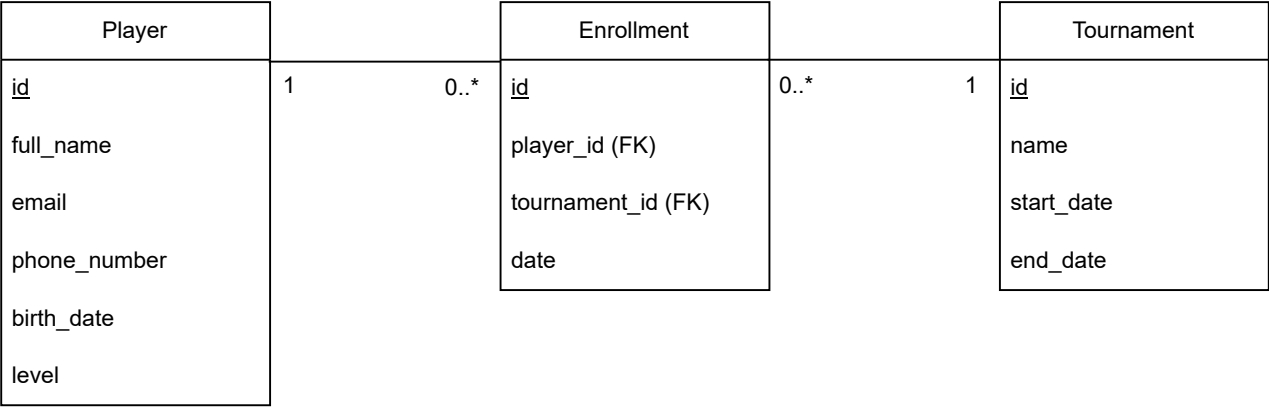 Player
id
full_name
email
phone_number
birth_date
level
1
0..*
Enrollment
id
player_id (FK)
tournament_id (FK)
date
0..*
1
Tournament
id
name
start_date
end_date